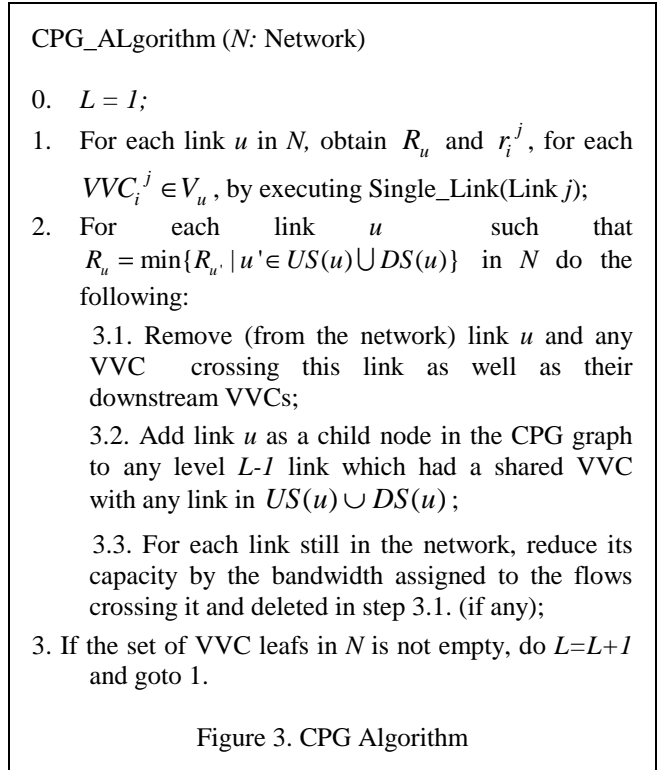 CPG_ALgorithm (N: Network)
0. L = 1;
1. For each link u in N, obtain R_u and r_i^j, for each
VVC_i^j ∈ V_u, by executing Single_Link(Link j);
2. For each link u such that
R_u = min{R_u' | u' ∈ US(u) ⋃ DS(u)} in N do the
following:
3.1. Remove (from the network) link u and any
VVC crossing this link as well as their
downstream VVCs;
3.2. Add link u as a child node in the CPG graph
to any level L-1 link which had a shared VVC
with any link in US(u) ∪ DS(u);
3.3. For each link still in the network, reduce its
capacity by the bandwidth assigned to the flows
crossing it and deleted in step 3.1. (if any);
3. If the set of VVC leafs in N is not empty, do L=L+1
and goto 1.
Figure 3. CPG Algorithm